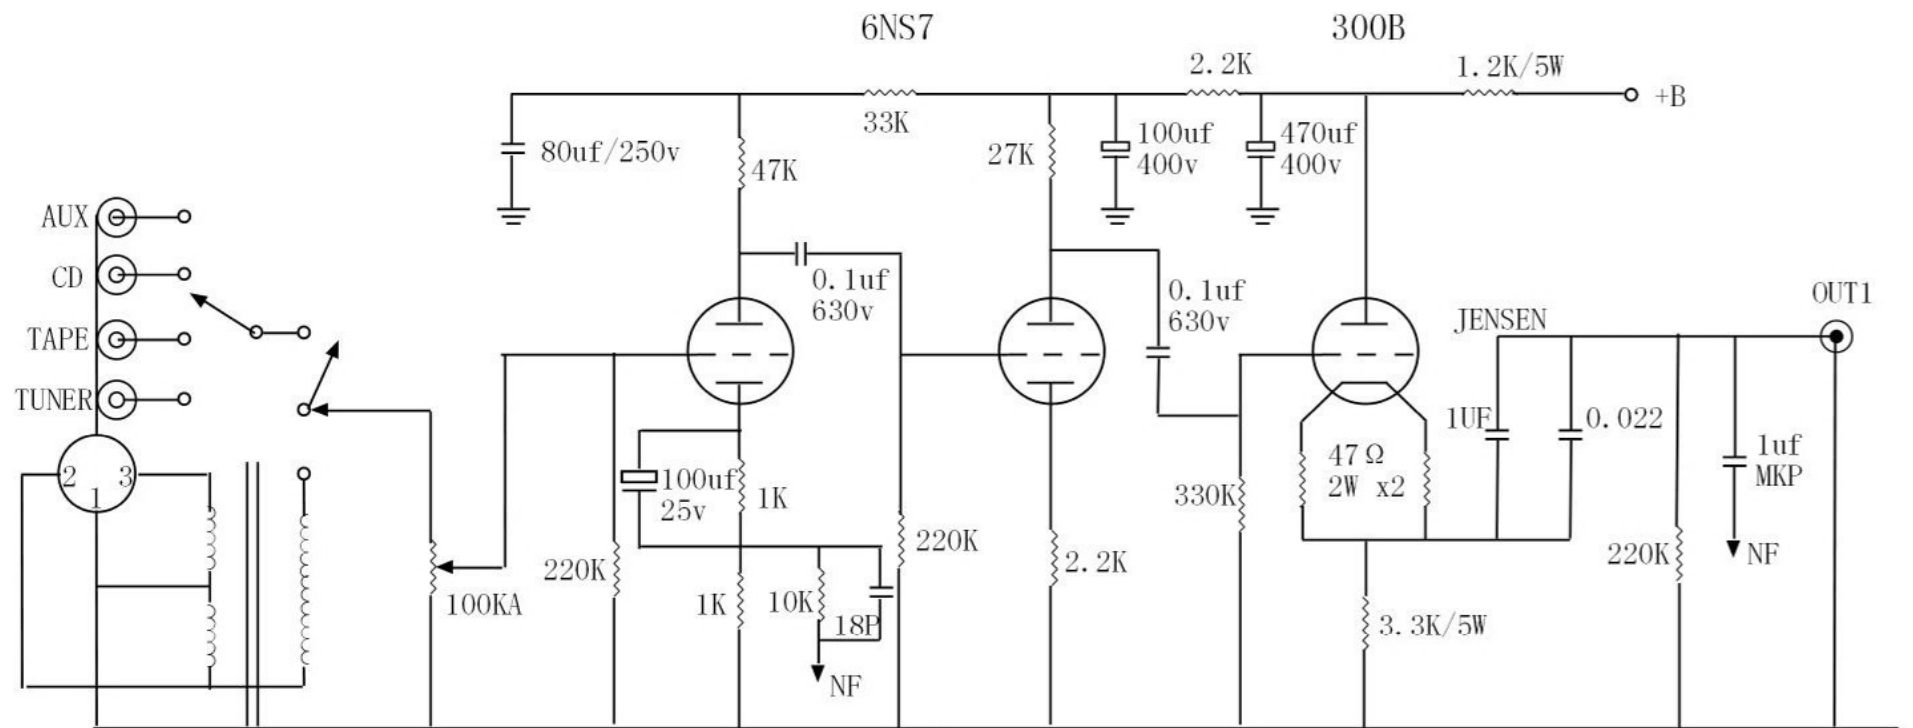 6NS7
300B
2.2K
1.2K/5W
+B
33K
80uf/250v
47K
27K
100uf
400v
470uf
400v
AUX
CD
TAPE
TUNER
0.1uf
630v
0.1uf
630v
JENSEN
OUT1
2
3
1
100uf
25v
1K
330K
47Ω
2W x2
1UF
0.022
1uf
MKP
NF
220K
100KA
220K
1K
10K
18P
NF
220K
2.2K
3.3K/5W